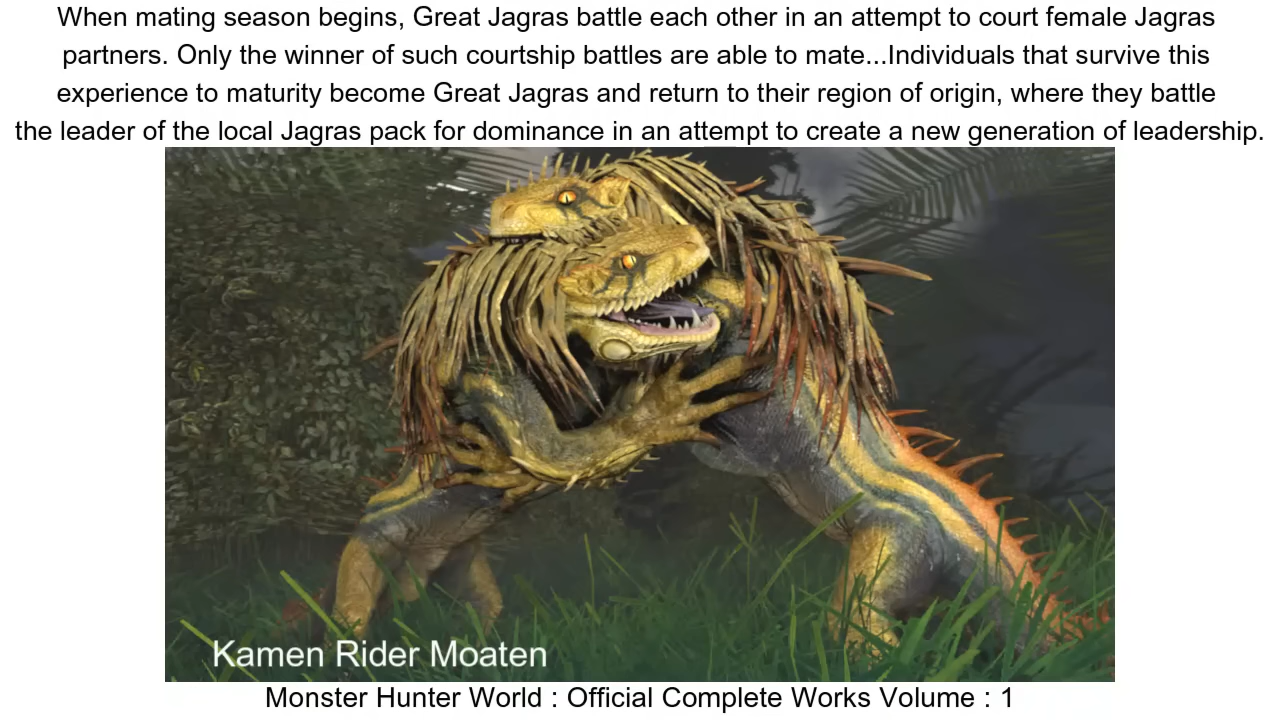 When mating season begins, Great Jagras battle each other in an attempt to court female Jagras
partners. Only the winner of such courtship battles are able to mate...Individuals that survive this
experience to maturity become Great Jagras and return to their region of origin, where they battle
the leader of the local Jagras pack for dominance in an attempt to create a new generation of leadership.
Kamen Rider Moaten
Monster Hunter World : Official Complete Works Volume : 1